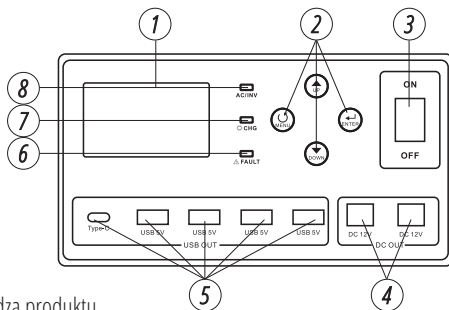 1
2
3
8
AC/INV
UP
ON
7
CHG
MENU
ENTER
6
⚠ FAULT
DOWN
OFF
Type-C
USB 5V
USB 5V
USB 5V
USB 5V
DC 12V
DC 12V
USB OUT
DC OUT
5
4
produktu